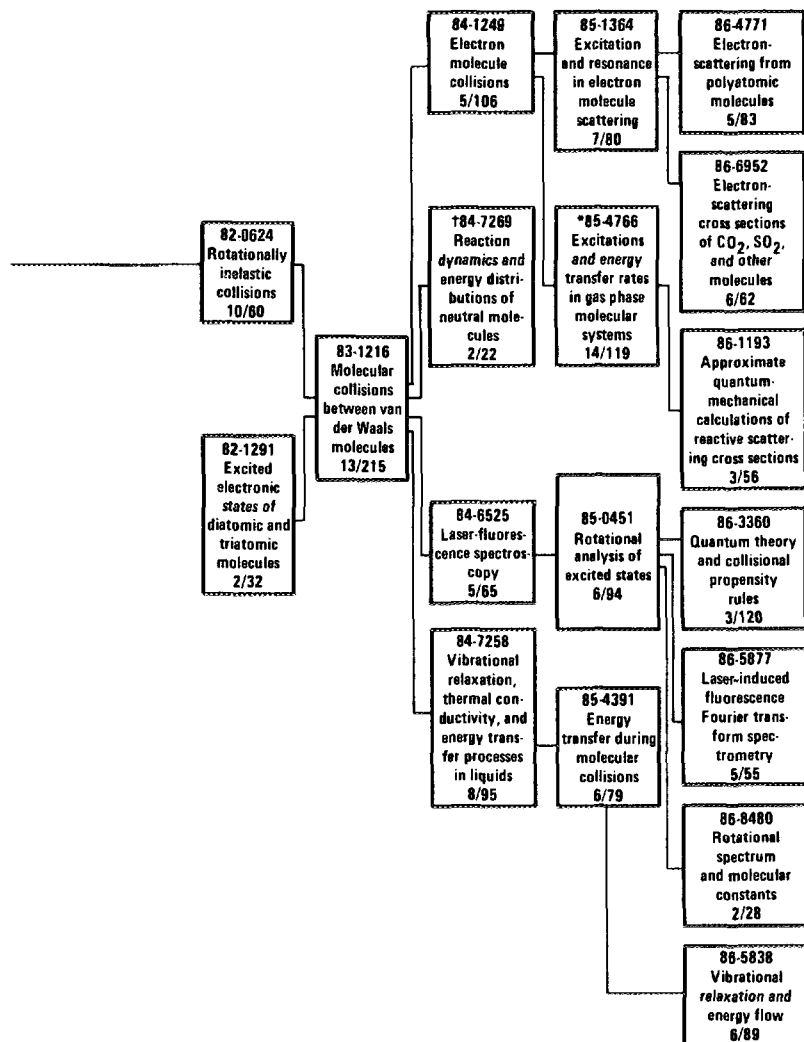 82-0624
Rotationally
inelastic
collisions
10/60
82-1291
Excited
electronic
states of
diatomic and
triatomic
molecules
2/32
83-1216
Molecular
collisions
between van
der Waals
molecules
13/215
84-1249
Electron
molecule
collisions
5/106
†84-7269
Reaction
dynamics and
energy distri-
butions of
neutral mole-
cules
2/22
84-6525
Laser-fluores-
cence spectros-
copy
5/65
84-7258
Vibrational
relaxation,
thermal con-
ductivity, and
energy trans-
fer processes
in liquids
8/95
85-1364
Excitation
and resonance
in electron
molecule
scattering
7/80
*85-4766
Excitations
and energy
transfer rates
in gas phase
molecular
systems
14/119
85-0451
Rotational
analysis of
excited states
6/94
85-4391
Energy
transfer during
molecular
collisions
6/79
86-4771
Electron-
scattering from
polyatomic
molecules
5/83
86-6952
Electron-
scattering
cross sections
of CO2, SO2,
and other
molecules
6/62
86-1193
Approximate
quantum-
mechanical
calculations of
reactive scatter-
ing cross sections
3/56
86-3360
Quantum theory
and collisional
propensity
rules
3/120
86-5877
Laser-induced
fluorescence
Fourier trans-
form spec-
trometry
5/55
86-8480
Rotational
spectrum
and molecular
constants
2/28
86-5838
Vibrational
relaxation and
energy flow
6/89